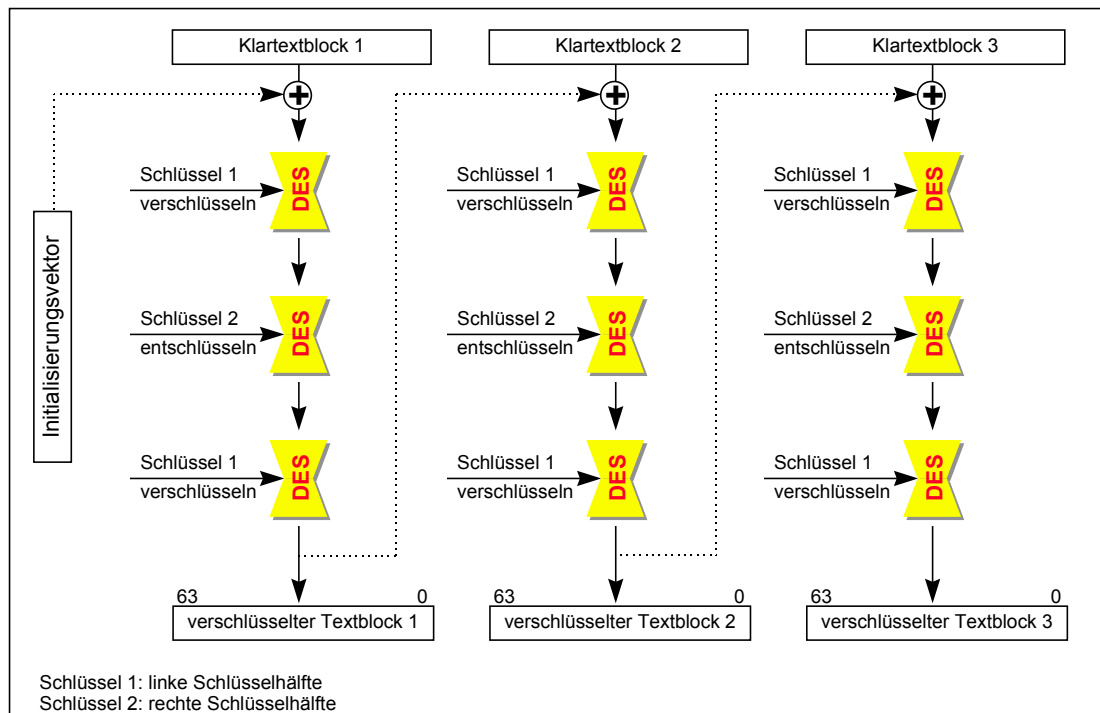 Klartextblock 1
Klartextblock 2
Klartextblock 3
Initialisierungsvektor
Schlüssel 1
verschlüsseln
DES
Schlüssel 1
verschlüsseln
DES
Schlüssel 1
verschlüsseln
DES
Schlüssel 2
entschlüsseln
DES
Schlüssel 2
entschlüsseln
DES
Schlüssel 2
entschlüsseln
DES
Schlüssel 1
verschlüsseln
DES
Schlüssel 1
verschlüsseln
DES
Schlüssel 1
verschlüsseln
DES
63 0
verschlüsselter Textblock 1
63 0
verschlüsselter Textblock 2
63 0
verschlüsselter Textblock 3
Schlüssel 1: linke Schlüsselhälfte
Schlüssel 2: rechte Schlüsselhälfte